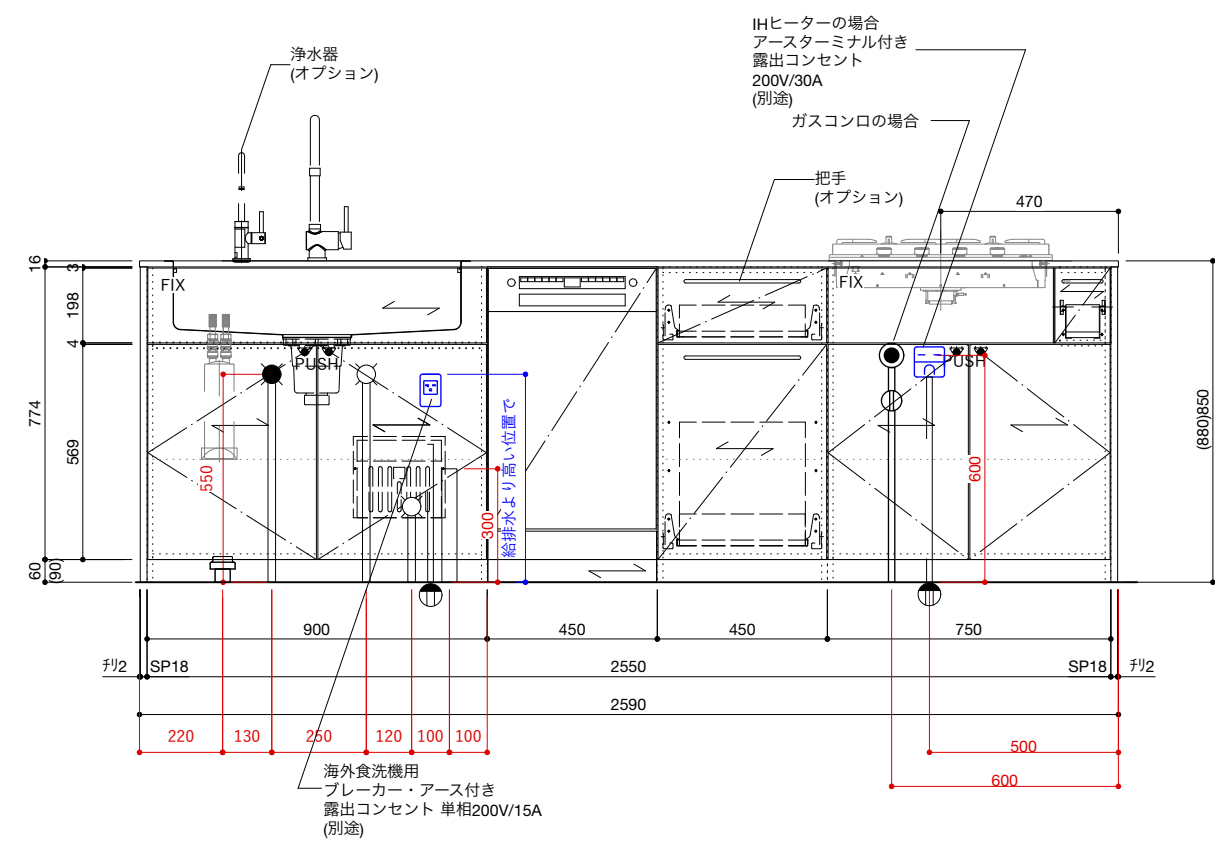 IHヒーターの場合
アースターミナル付き
露出コンセント
200V/30A
(別途)
浄水器
(オプション)
ガスコンロの場合
把手
(オプション)
470
16
3
FIX
FIX
198
4
PUSH
PUSH
774
569
550
300
給排水より高い位置で
600
(880)850
60
(90)
900
450
450
750
チリ2
SP18
2550
SP18
チリ2
2590
220
130
250
120
100
100
500
600
海外食洗機用
ブレーカー・アース付き
露出コンセント 単相200V/15A
(別途)